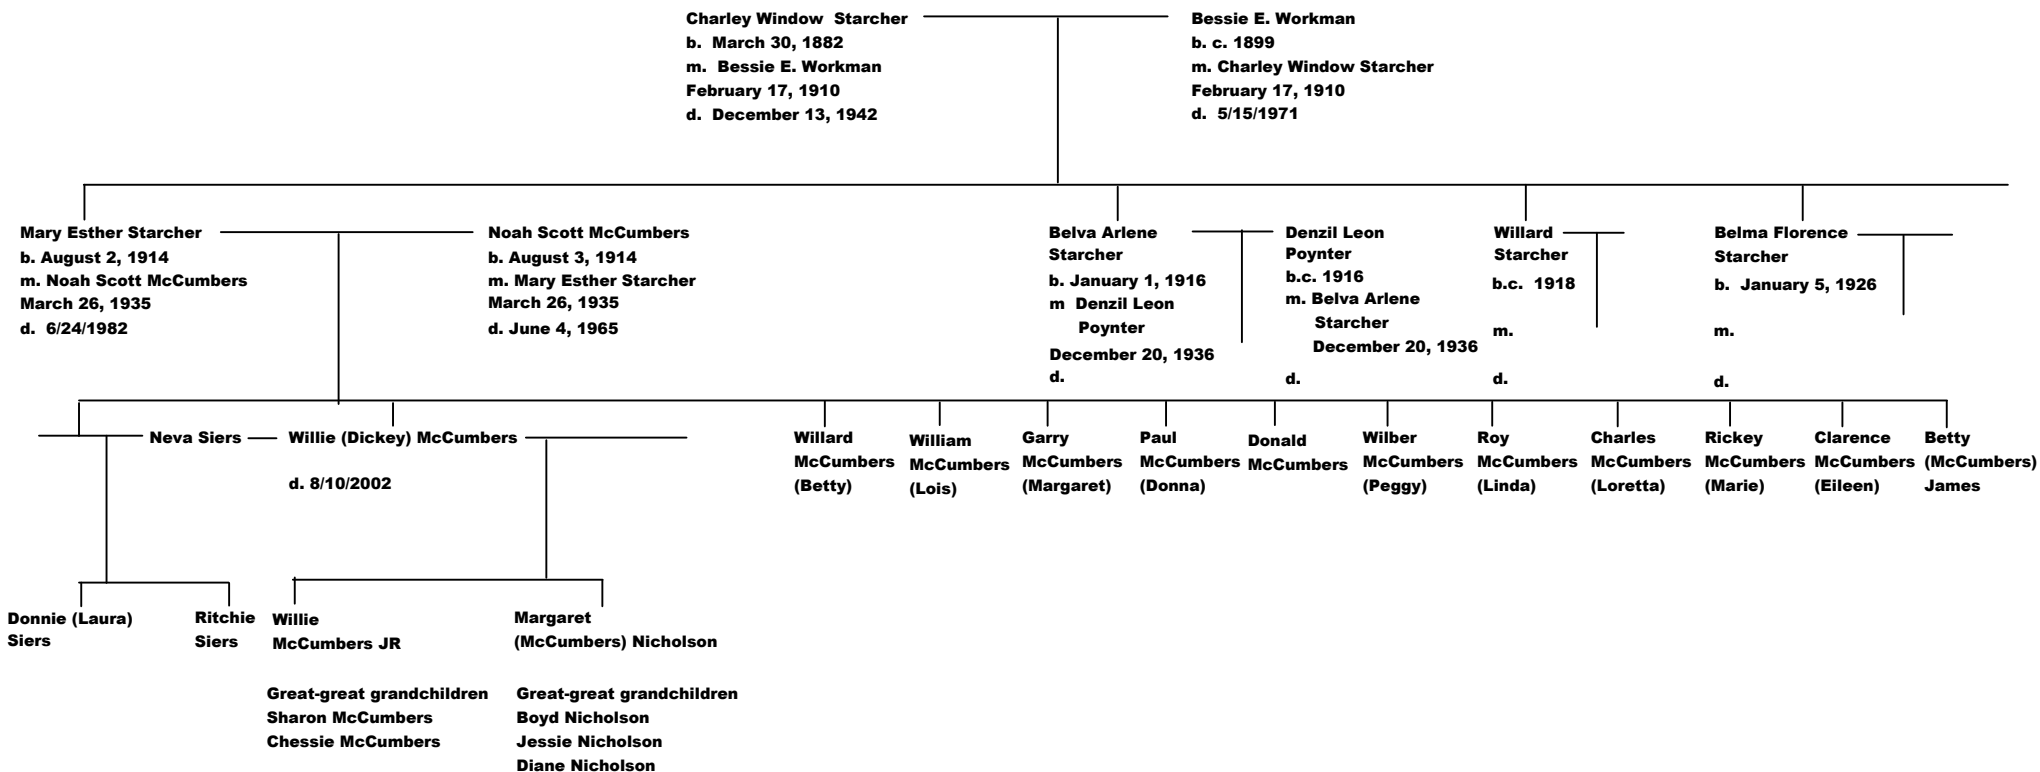 Charley Window  Starcher
b.  March 30, 1882
m.  Bessie E. Workman
February 17, 1910
d.  December 13, 1942
Bessie E. Workman
b. c. 1899
m. Charley Window Starcher
February 17, 1910
d.  5/15/1971
Mary Esther Starcher
b. August 2, 1914
m. Noah Scott McCumbers
March 26, 1935
d.  6/24/1982
Noah Scott McCumbers
b. August 3, 1914
m. Mary Esther Starcher
March 26, 1935
d. June 4, 1965
Belva Arlene
Starcher
b. January 1, 1916
m  Denzil Leon
Poynter
December 20, 1936
d.
Denzil Leon
Poynter
b.c. 1916
m. Belva Arlene
Starcher
December 20, 1936
d.
Willard
Starcher
b.c.  1918
m.
d.
Belma Florence
Starcher
b.  January 5, 1926
m.
d.
Neva Siers
Willie (Dickey) McCumbers
d. 8/10/2002
Willard
McCumbers
(Betty)
William
McCumbers
(Lois)
Garry
McCumbers
(Margaret)
Paul
McCumbers
(Donna)
Donald
McCumbers
Wilber
McCumbers
(Peggy)
Roy
McCumbers
(Linda)
Charles
McCumbers
(Loretta)
Rickey
McCumbers
(Marie)
Clarence
McCumbers
(Eileen)
Betty
(McCumbers)
James
Donnie (Laura)
Siers
Ritchie
Siers
Willie
McCumbers JR
Great-great grandchildren
Sharon McCumbers
Chessie McCumbers
Margaret
(McCumbers) Nicholson
Great-great grandchildren
Boyd Nicholson
Jessie Nicholson
Diane Nicholson